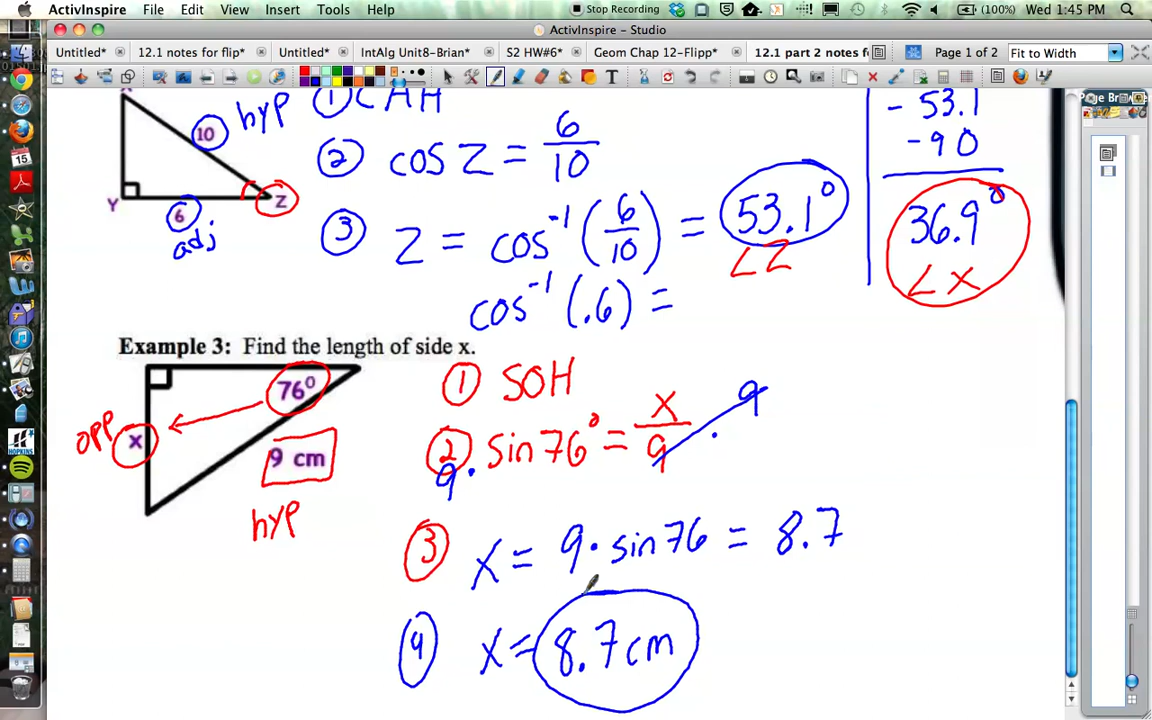 ActivInspire File Edit View Insert Tools Help Stop Recording (100%) Wed 1:45 PM
ActivInspire - Studio
Untitled* 12.1 notes for flip* Untitled* IntAlg Unit8-Brian* S2 HW#6* Geom Chap 12-Flipp* 12.1 part 2 notes f Page 1 of 2 Fit to Width
Page Brow
10 hyp
Y 6 Z
adj
① CAH
② cos Z = 6/10
③ Z = cos⁻¹(6/10) = 53.1°
∠Z
cos⁻¹(.6) =
- 53.1
- 90
36.9°
∠X
Example 3: Find the length of side x.
76°
opp x
9 cm
hyp
① SOH
② 9 · sin 76° = x/9 · 9
③ x = 9 · sin 76 = 8.7
④ x = 8.7 cm